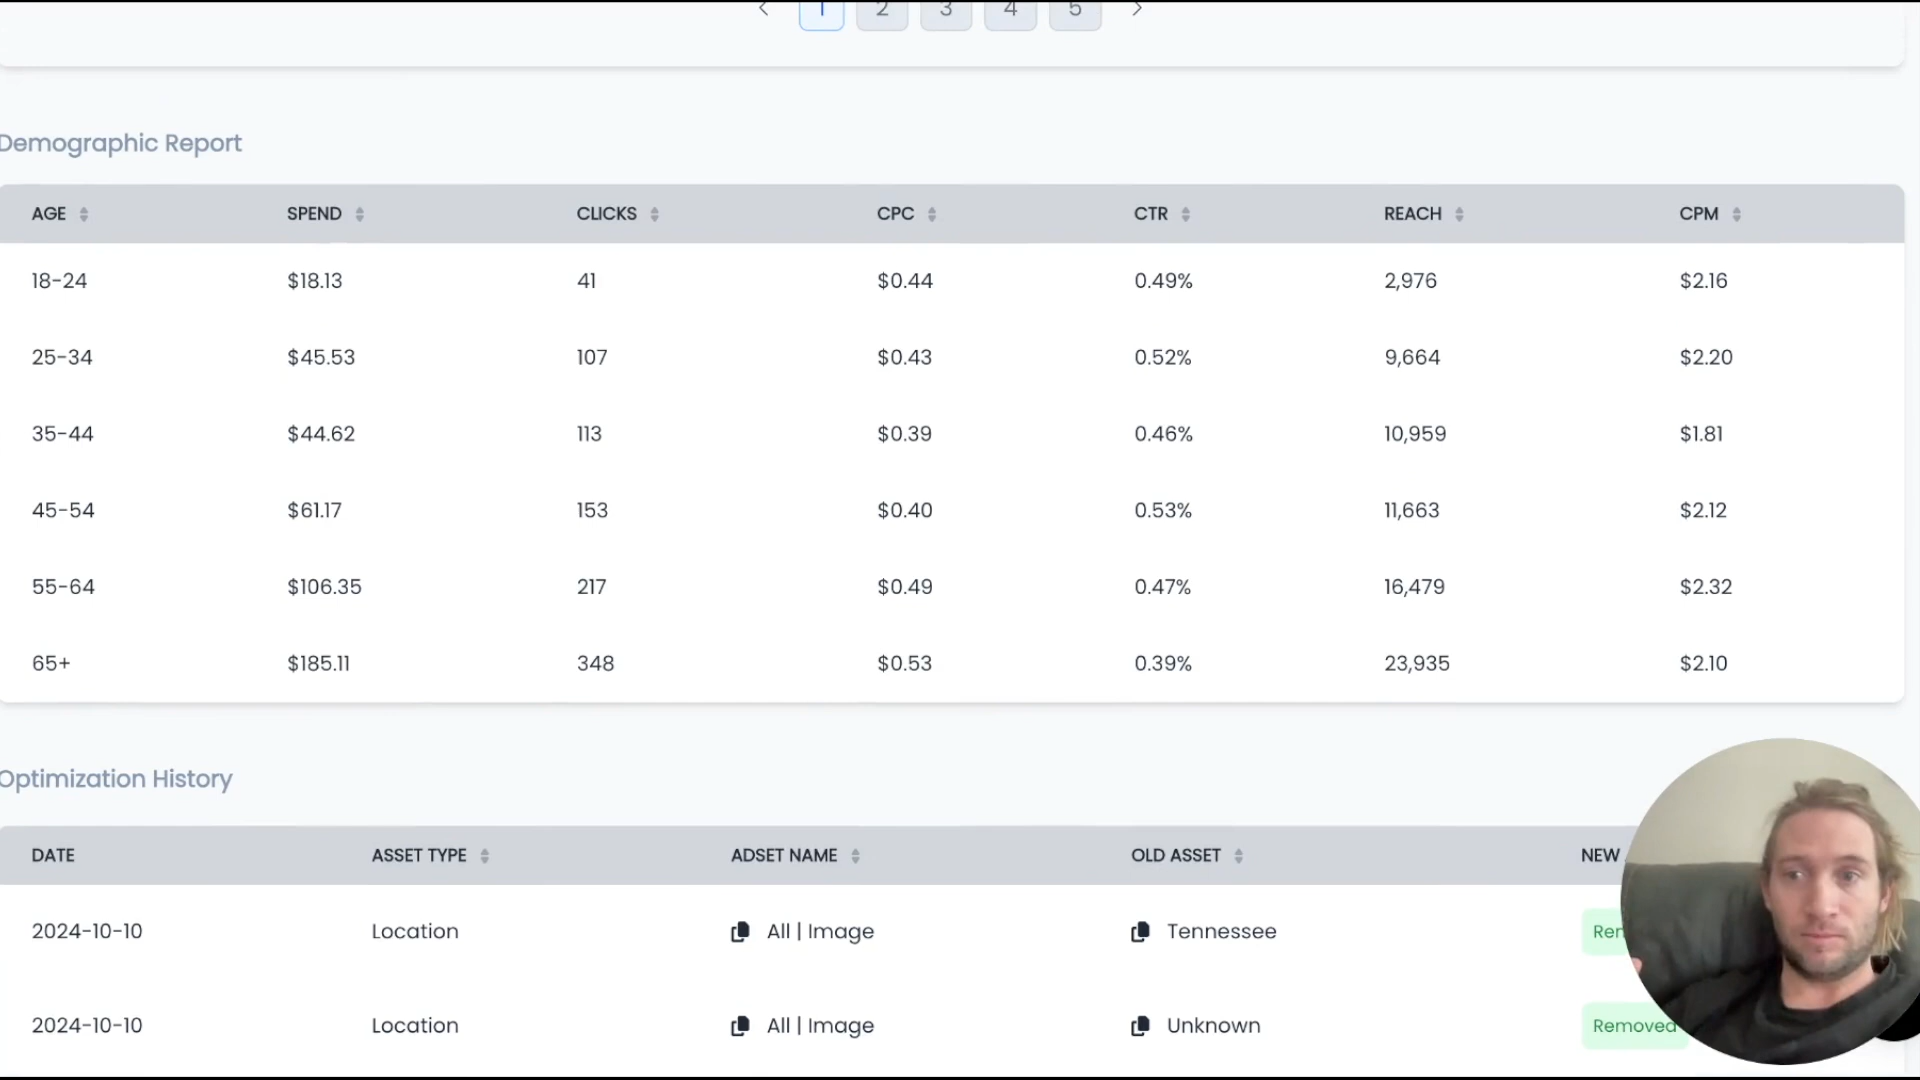 1 2 3 4 5
Demographic Report
AGE SPEND CLICKS CPC CTR REACH CPM
18-24 $18.13 41 $0.44 0.49% 2,976 $2.16
25-34 $45.53 107 $0.43 0.52% 9,664 $2.20
35-44 $44.62 113 $0.39 0.46% 10,959 $1.81
45-54 $61.17 153 $0.40 0.53% 11,663 $2.12
55-64 $106.35 217 $0.49 0.47% 16,479 $2.32
65+ $185.11 348 $0.53 0.39% 23,935 $2.10
Optimization History
DATE ASSET TYPE ADSET NAME OLD ASSET NEW
2024-10-10 Location All | Image Tennessee
2024-10-10 Location All | Image Unknown Removed